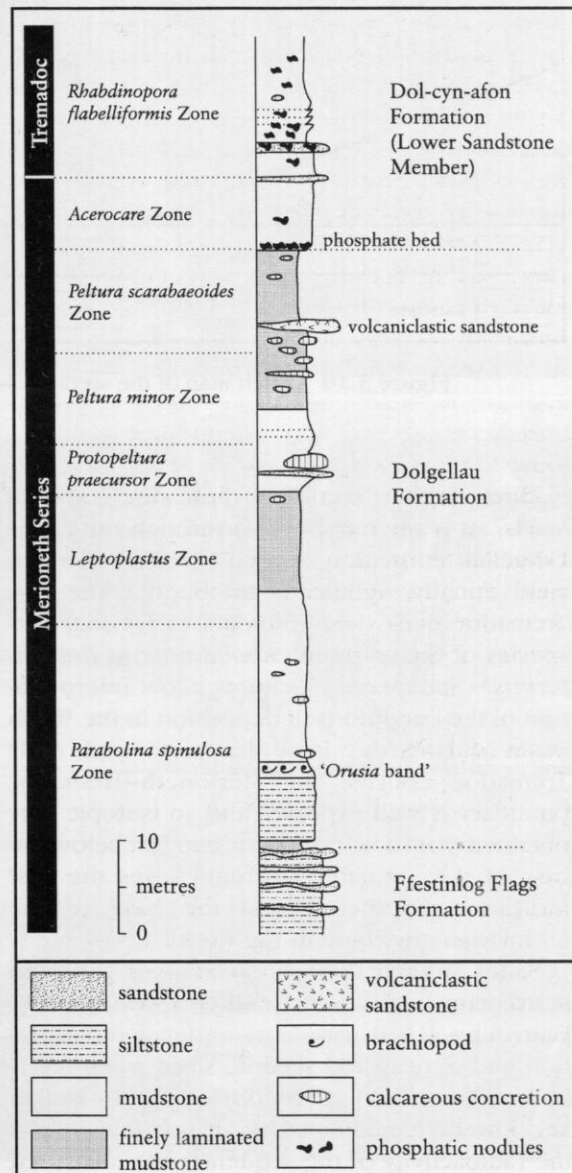 Tremadoc
Rhabdinopora
flabelliformis Zone
Dol-cyn-afon
Formation
(Lower Sandstone
Member)
Merioneth Series
Acerocare Zone
phosphate bed
Peltura scarabaeoides
Zone
volcaniclastic sandstone
Peltura minor Zone
Protopeltura
praecursor Zone
Dolgellau
Formation
Leptoplastus Zone
Parabolina spinulosa
Zone
'Orusia band'
10
metres
0
Ffestiniog Flags
Formation
sandstone
volcaniclastic
sandstone
siltstone
brachiopod
mudstone
calcareous concretion
finely laminated
mudstone
phosphatic nodules